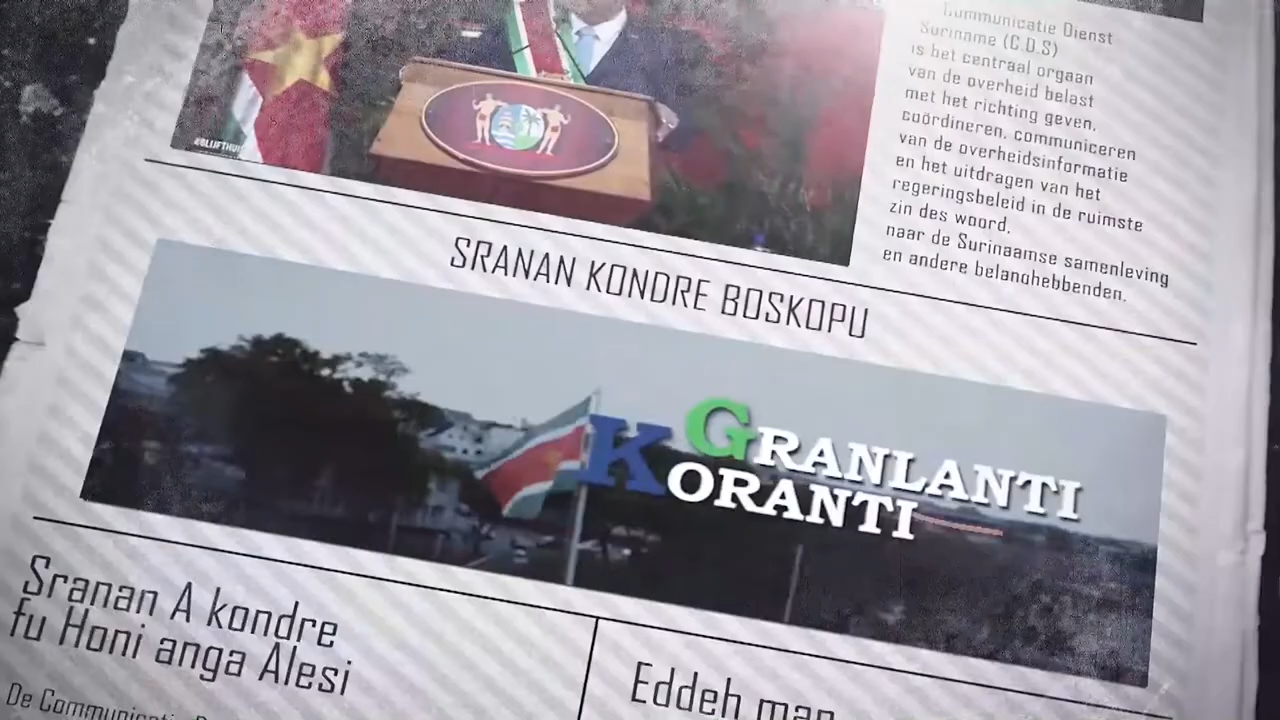 Communicatie Dienst
Suriname (C.D.S)
is het centraal orgaan
van de overheid belast
met het richting geven,
coördineren, communiceren
van de overheidsinformatie
en het uitdragen van het
regeringsbeleid in de ruimste
zin des woord,
naar de Surinaamse samenleving
en andere belanghebbenden.
SRANAN KONDRE BOSKOPU
GRANLANTI
KORANTI
Sranan A kondre
fu Honi anga Alesi
Eddeh man
De